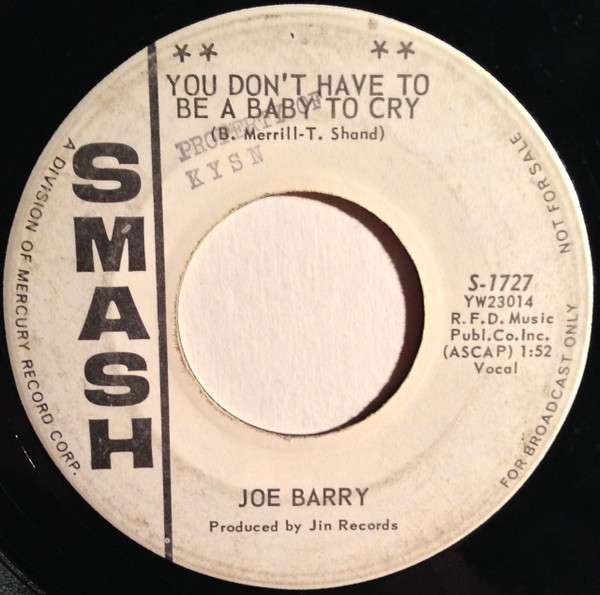 ** **
YOU DON'T HAVE TO
BE A BABY TO CRY
(B. Merrill-T. Shand)
PROPERTY OF
KYSN
SMASH
A DIVISION OF MERCURY RECORD CORP.
NOT FOR SALE
S-1727
YW23014
R.F.D. Music
Publ.Co.Inc.
(ASCAP) 1:52
Vocal
FOR BROADCAST ONLY
JOE BARRY
Produced by Jin Records